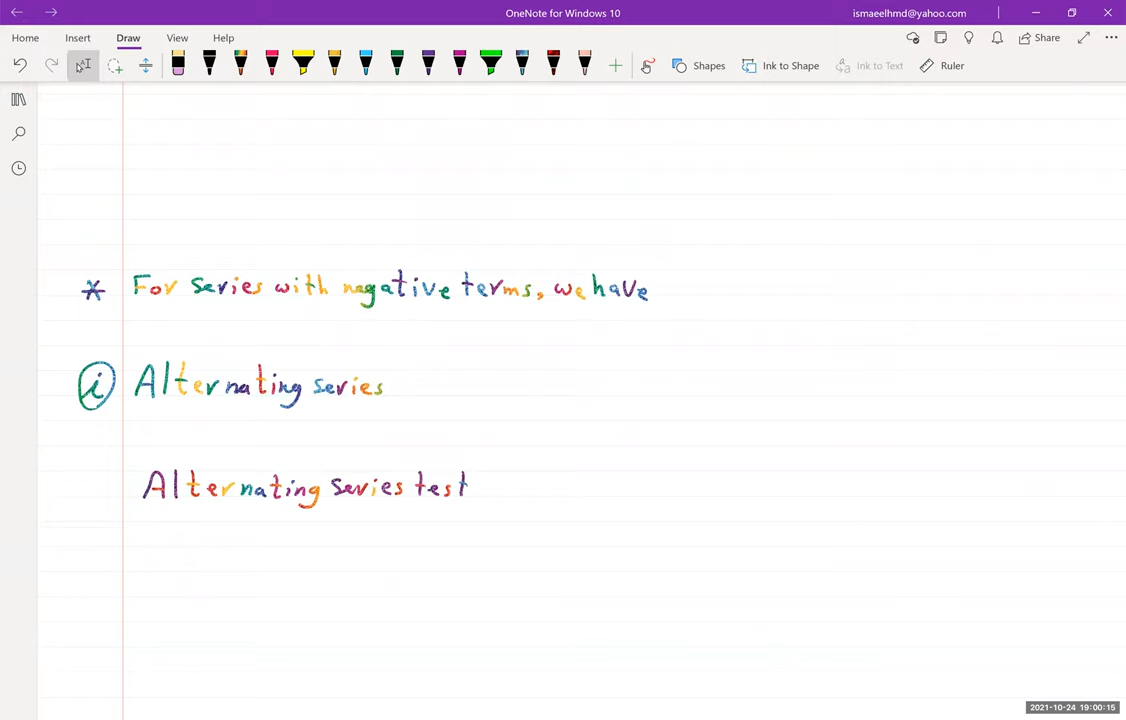 OneNote for Windows 10
ismaeelhmd@yahoo.com
Home Insert Draw View Help
Share
Shapes Ink to Shape Ink to Text Ruler
* For series with negative terms, we have
i Alternating series
Alternating series test
2021-10-24 19:00:15